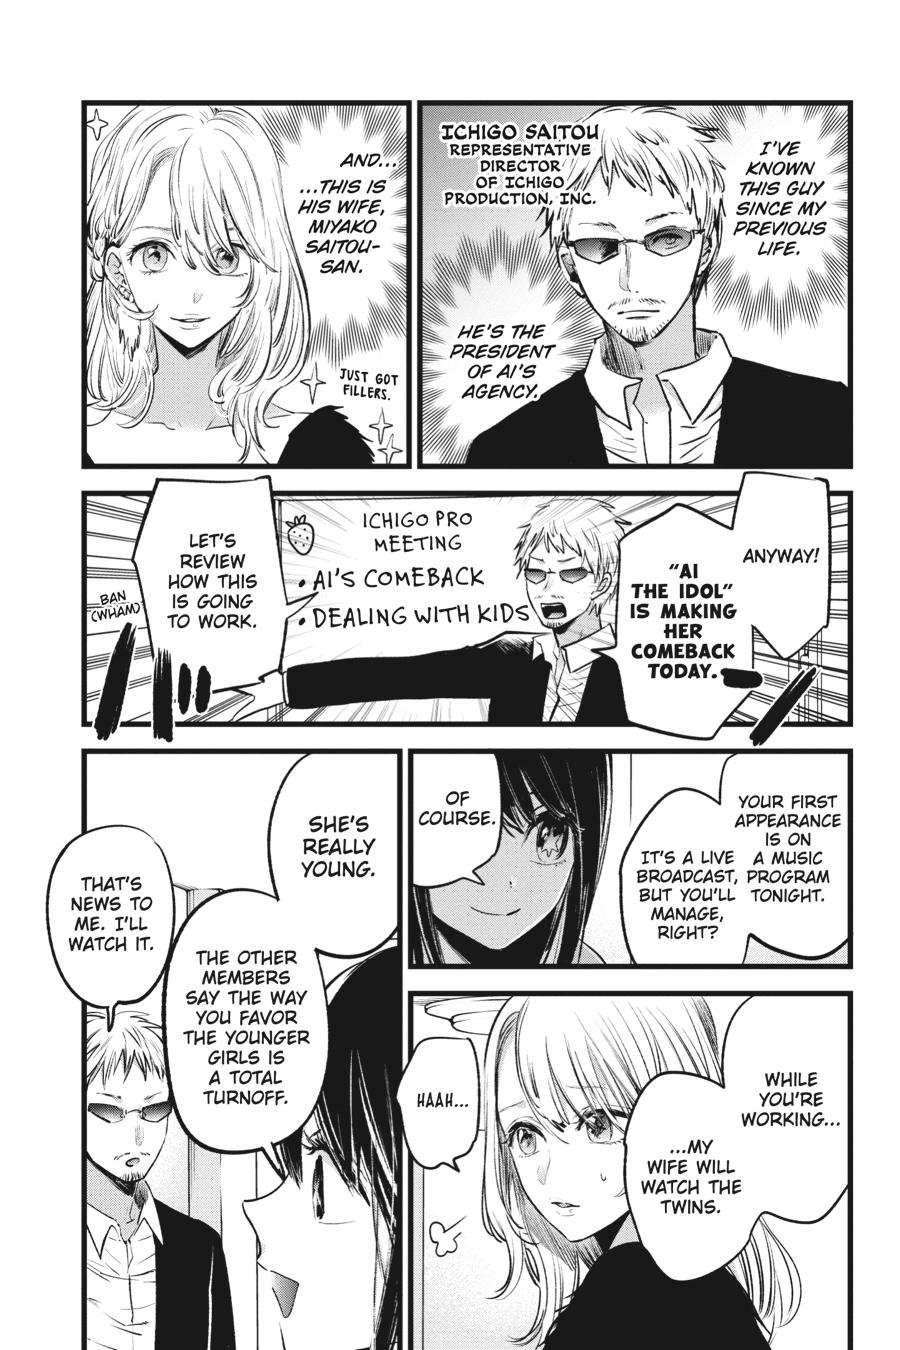 I'VE
KNOWN
THIS GUY
SINCE MY
PREVIOUS
LIFE.
ICHIGO SAITOU
REPRESENTATIVE
DIRECTOR
OF ICHIGO
PRODUCTION, INC.
HE'S THE
PRESIDENT
OF AI'S
AGENCY.
AND...
...THIS IS
HIS WIFE,
MIYAKO
SAITOU-
SAN.
JUST GOT
FILLERS.
ANYWAY!
"AI
THE IDOL"
IS MAKING
HER
COMEBACK
TODAY.
ICHIGO PRO
MEETING
• AI'S COMEBACK
• DEALING WITH KIDS
LET'S
REVIEW
HOW THIS
IS GOING
TO WORK.
BAN
(WHAM)
YOUR FIRST
APPEARANCE
IS ON
A MUSIC
PROGRAM
TONIGHT.
IT'S A LIVE
BROADCAST,
BUT YOU'LL
MANAGE,
RIGHT?
OF
COURSE.
SHE'S
REALLY
YOUNG.
THE OTHER
MEMBERS
SAY THE WAY
YOU FAVOR
THE YOUNGER
GIRLS IS
A TOTAL
TURNOFF.
THAT'S
NEWS TO
ME. I'LL
WATCH IT.
WHILE
YOU'RE
WORKING...
...MY
WIFE WILL
WATCH THE
TWINS.
HAAH...